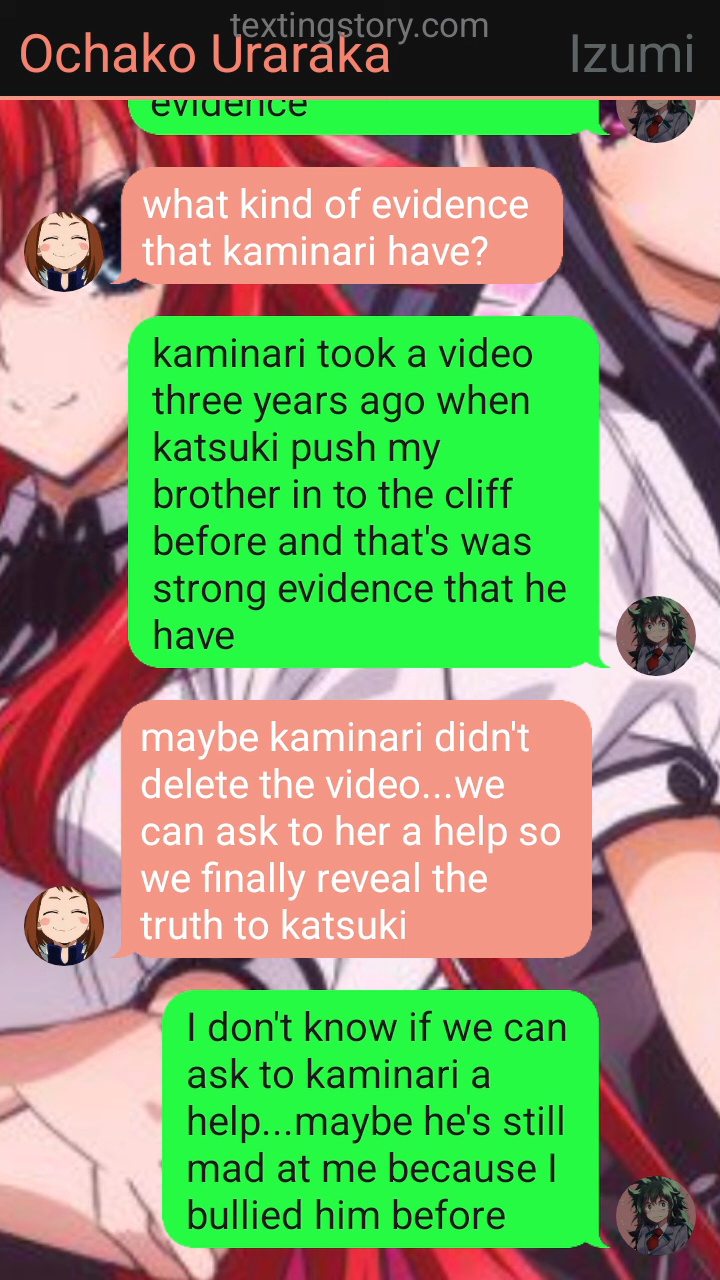 textingstory.com
Ochako Uraraka Izumi
evidence
what kind of evidence
that kaminari have?
kaminari took a video
three years ago when
katsuki push my
brother in to the cliff
before and that's was
strong evidence that he
have
maybe kaminari didn't
delete the video...we
can ask to her a help so
we finally reveal the
truth to katsuki
I don't know if we can
ask to kaminari a
help...maybe he's still
mad at me because I
bullied him before